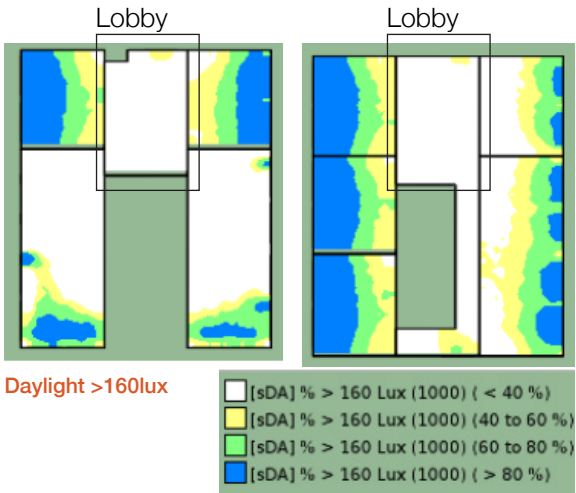 Lobby
Lobby
Daylight >160lux
[sDA] % > 160 Lux (1000) ( < 40 %)
[sDA] % > 160 Lux (1000) (40 to 60 %)
[sDA] % > 160 Lux (1000) (60 to 80 %)
[sDA] % > 160 Lux (1000) ( > 80 %)